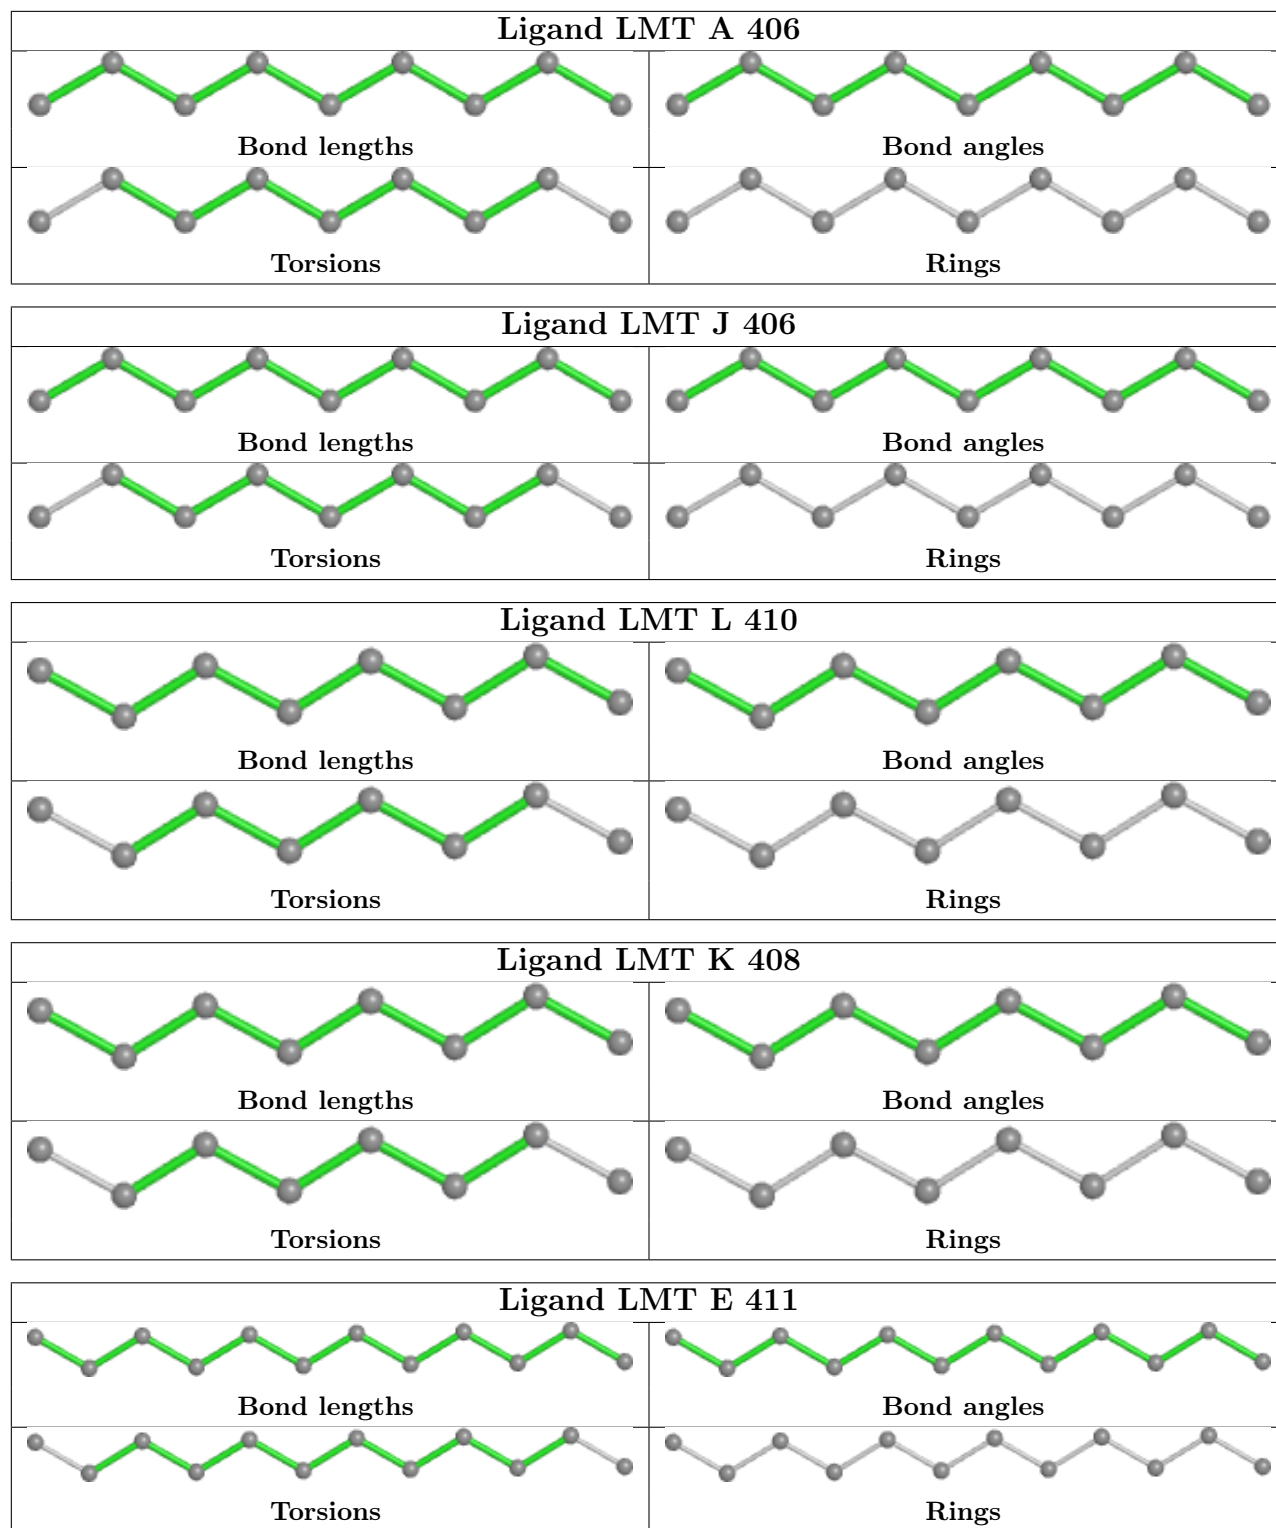 Ligand LMT A 406
Bond lengths Bond angles
Torsions Rings
Ligand LMT J 406
Bond lengths Bond angles
Torsions Rings
Ligand LMT L 410
Bond lengths Bond angles
Torsions Rings
Ligand LMT K 408
Bond lengths Bond angles
Torsions Rings
Ligand LMT E 411
Bond lengths Bond angles
Torsions Rings